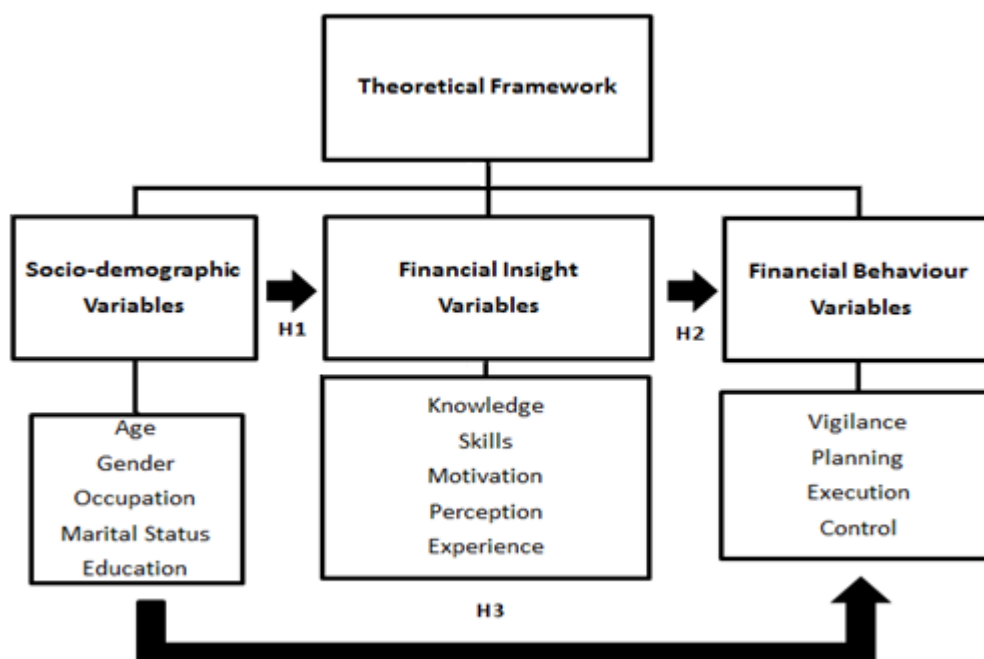 Theoretical Framework
Socio-demographic
Variables
H1
Financial Insight
Variables
H2
Financial Behaviour
Variables
Age
Gender
Occupation
Marital Status
Education
Knowledge
Skills
Motivation
Perception
Experience
Vigilance
Planning
Execution
Control
H3